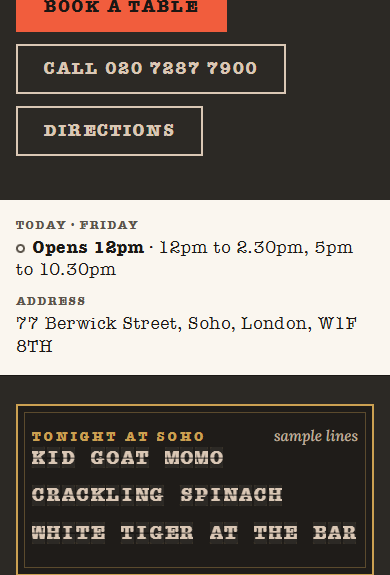 BOOK A TABLE
CALL 020 7287 7900
DIRECTIONS
TODAY · FRIDAY
Opens 12pm · 12pm to 2.30pm, 5pm
to 10.30pm
ADDRESS
77 Berwick Street, Soho, London, W1F
8TH
TONIGHT AT SOHO
sample lines
KID GOAT MOMO
CRACKLING SPINACH
WHITE TIGER AT THE BAR